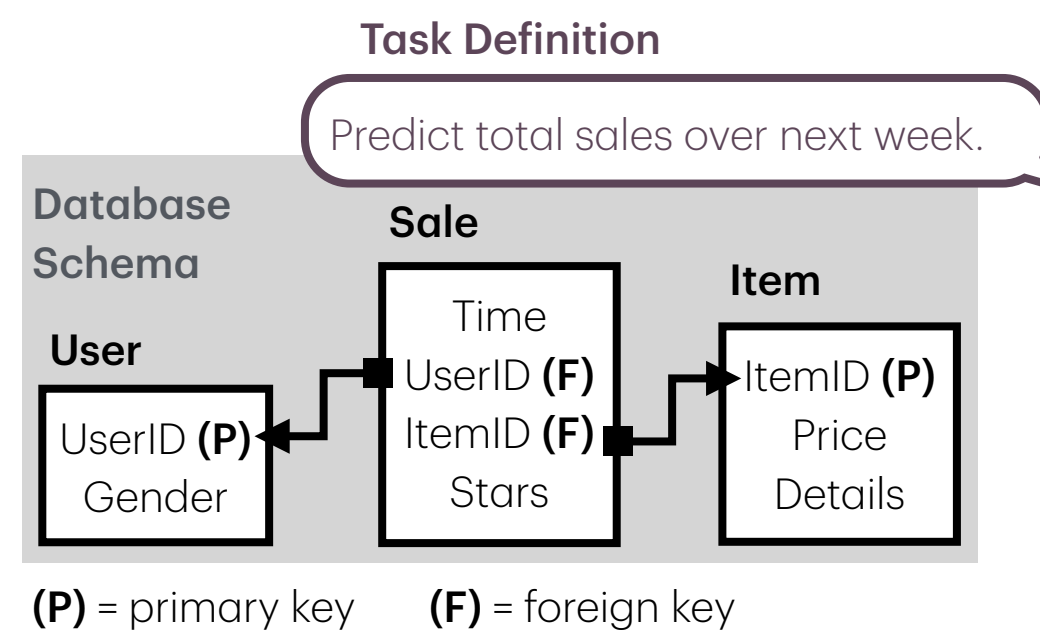 Task Definition
Predict total sales over next week.
Database
Schema
User
UserID (P)
Gender
Sale
Time
UserID (F)
ItemID (F)
Stars
Item
ItemID (P)
Price
Details
(P) = primary key (F) = foreign key